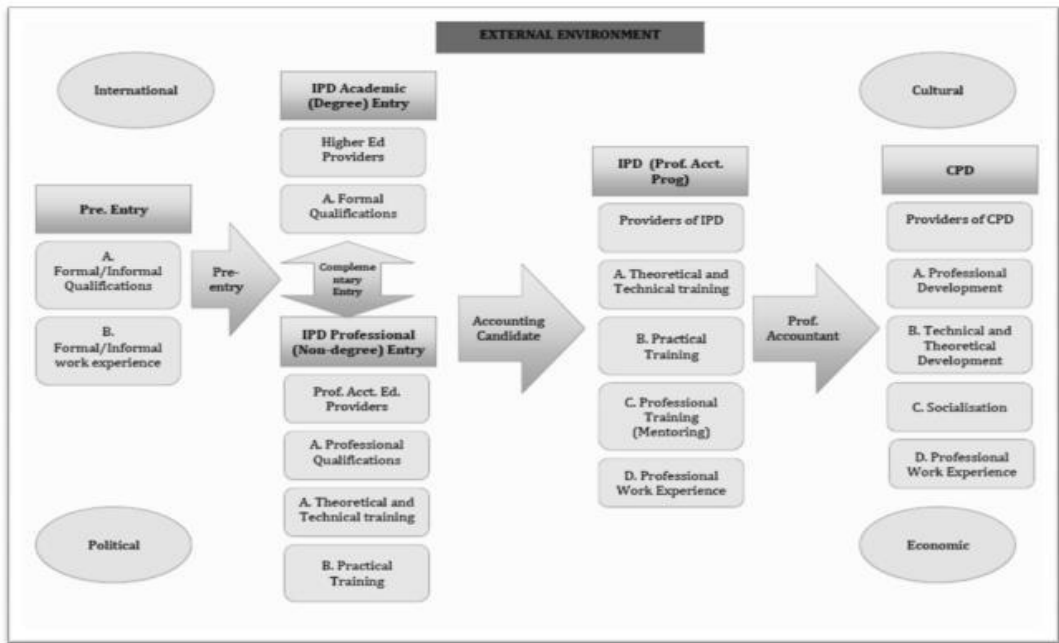 EXTERNAL ENVIRONMENT
International
Cultural
Political
Economic
Pre. Entry
A.
Formal/Informal
Qualifications
B.
Formal/Informal
work experience
Pre-
entry
IPD Academic
(Degree) Entry
Higher Ed
Providers
A. Formal
Qualifications
Compleme
ntary
Entry
IPD Professional
(Non-degree) Entry
Prof. Acct. Ed.
Providers
A. Professional
Qualifications
A. Theoretical and
Technical training
B. Practical
Training
Accounting
Candidate
IPD (Prof. Acct.
Prog)
Providers of IPD
A. Theoretical and
Technical training
B. Practical
Training
C. Professional
Training
(Mentoring)
D. Professional
Work Experience
Prof.
Accountant
CPD
Providers of CPD
A. Professional
Development
B. Technical and
Theoretical
Development
C. Socialisation
D. Professional
Work Experience